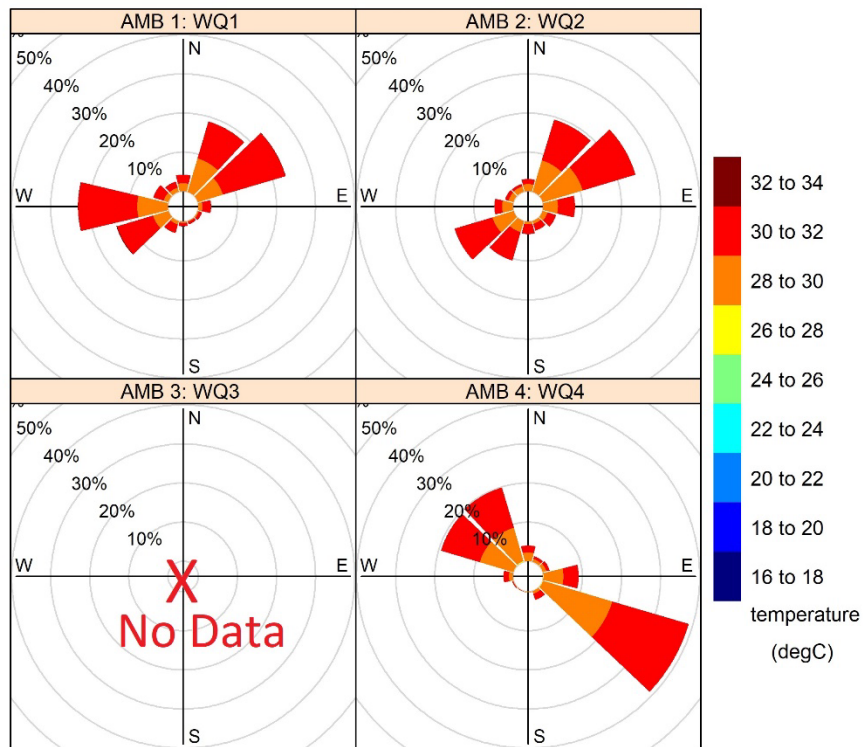 AMB 1: WQ1
%
50%
40%
30%
20%
10%
N
W
E
S
AMB 2: WQ2
%
50%
40%
30%
20%
10%
N
W
E
S
AMB 3: WQ3
%
50%
40%
30%
20%
10%
N
W
E
X
No Data
S
AMB 4: WQ4
%
50%
40%
30%
20%
10%
N
W
E
S
32 to 34
30 to 32
28 to 30
26 to 28
24 to 26
22 to 24
20 to 22
18 to 20
16 to 18
temperature
(degC)